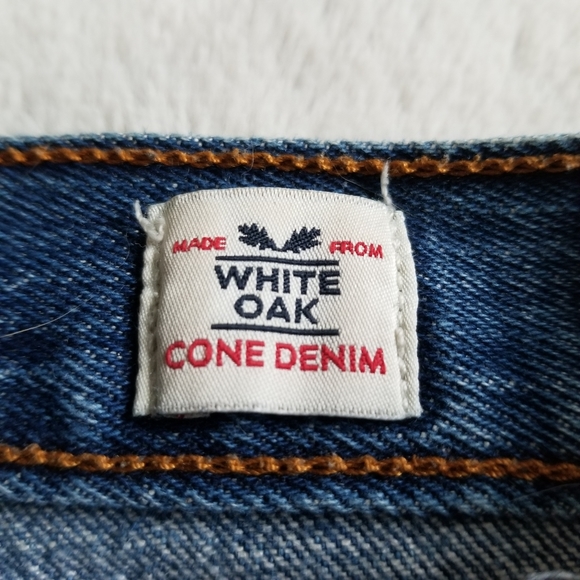 MADE FROM
WHITE
OAK
CONE DENIM